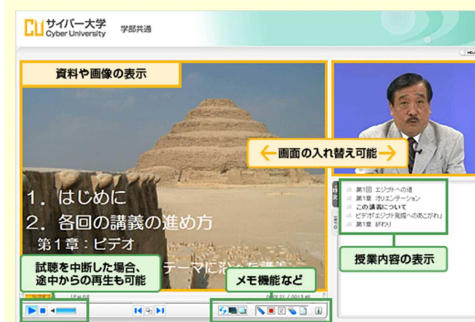 サイバー大学
Cyber University
学部共通
資料や画像の表示
画面の入れ替え可能
1. はじめに
2. 各回の講義の進め方
第1章：ビデオ
試聴を中断した場合、
途中からの再生も可能
メモ機能など
第1回 エジプトへの道
第1章 オリエンテーション
この講義について
ビデオ「エジプト発掘へのあこがれ」
第1章 終わり
授業内容の表示